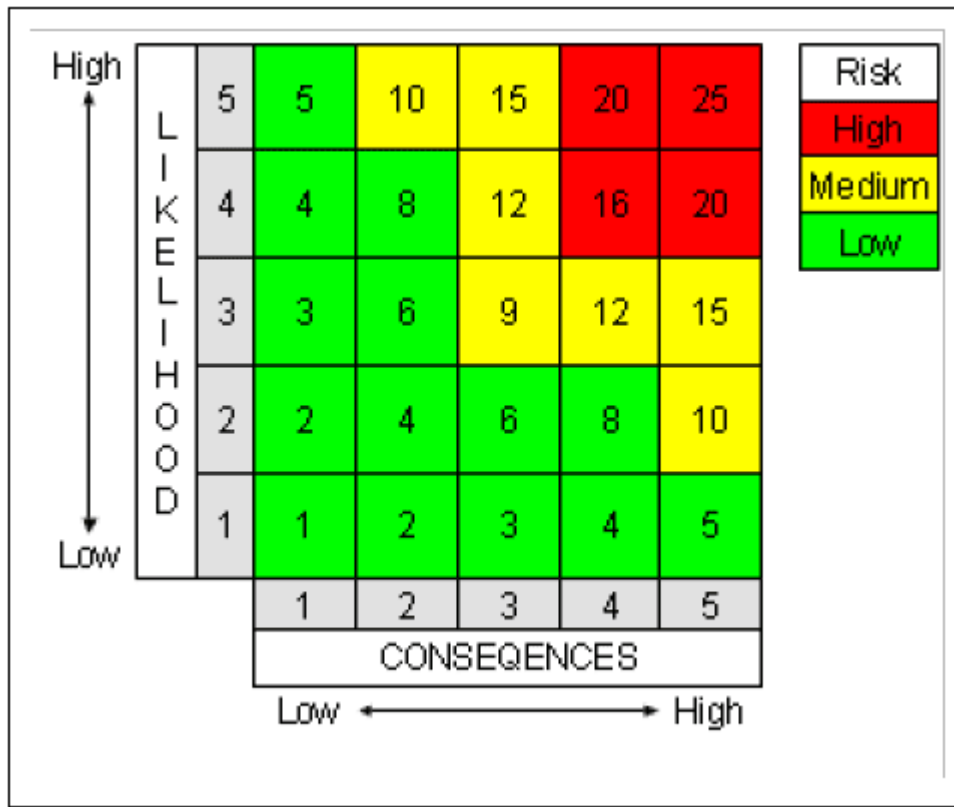 High
Low
LIKELIHOOD
5 5 10 15 20 25
4 4 8 12 16 20
3 3 6 9 12 15
2 2 4 6 8 10
1 1 2 3 4 5
1 2 3 4 5
CONSEQENCES
Low High
Risk
High
Medium
Low